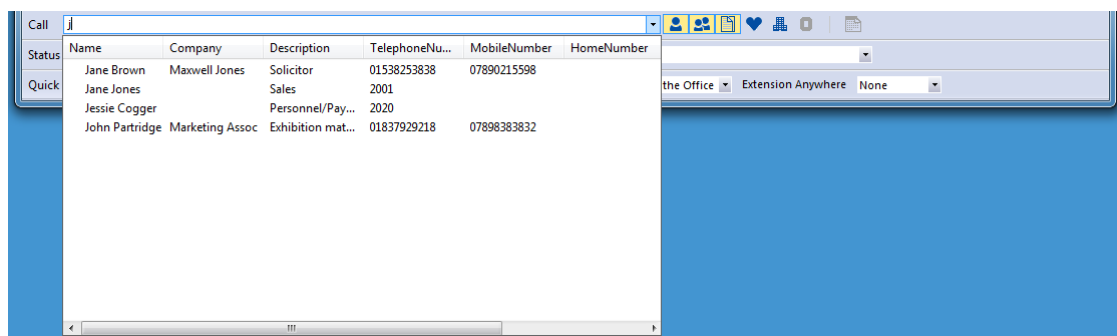 Call j
Status
Quick
Name Company Description TelephoneNu... MobileNumber HomeNumber
Jane Brown Maxwell Jones Solicitor 01538253838 07890215598
Jane Jones Sales 2001
Jessie Cogger Personnel/Pay... 2020
John Partridge Marketing Assoc Exhibition mat... 01837929218 07898383832
the Office Extension Anywhere None